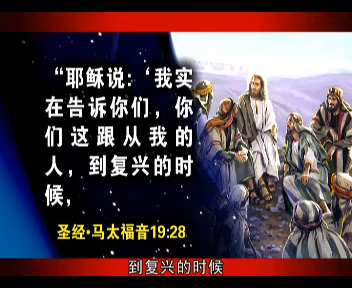 “耶稣说：‘我实
在告诉你们，你
们这跟从我的
人，到复兴的时
候，
圣经·马太福音19:28
到复兴的时候